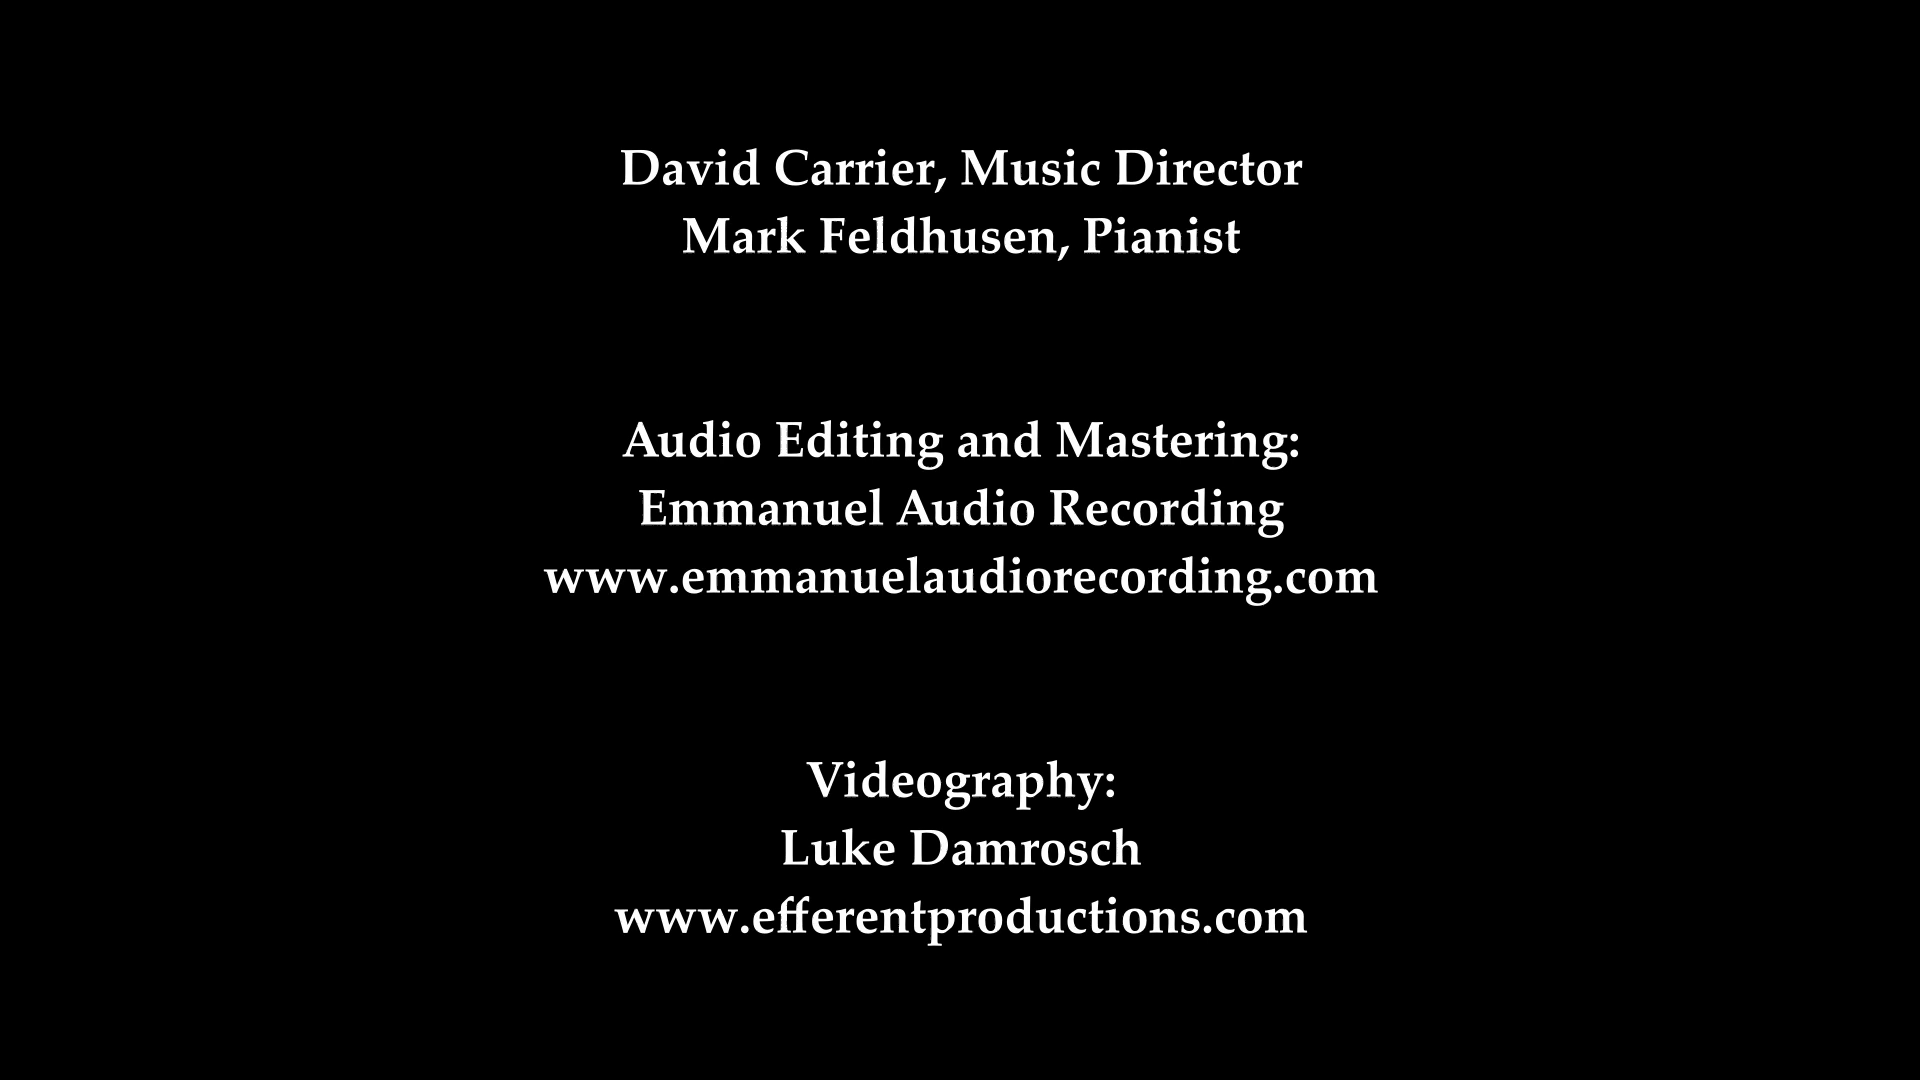 David Carrier, Music Director
Mark Feldhusen, Pianist
Audio Editing and Mastering:
Emmanuel Audio Recording
www.emmanuelaudiorecording.com
Videography:
Luke Damrosch
www.efferentproductions.com